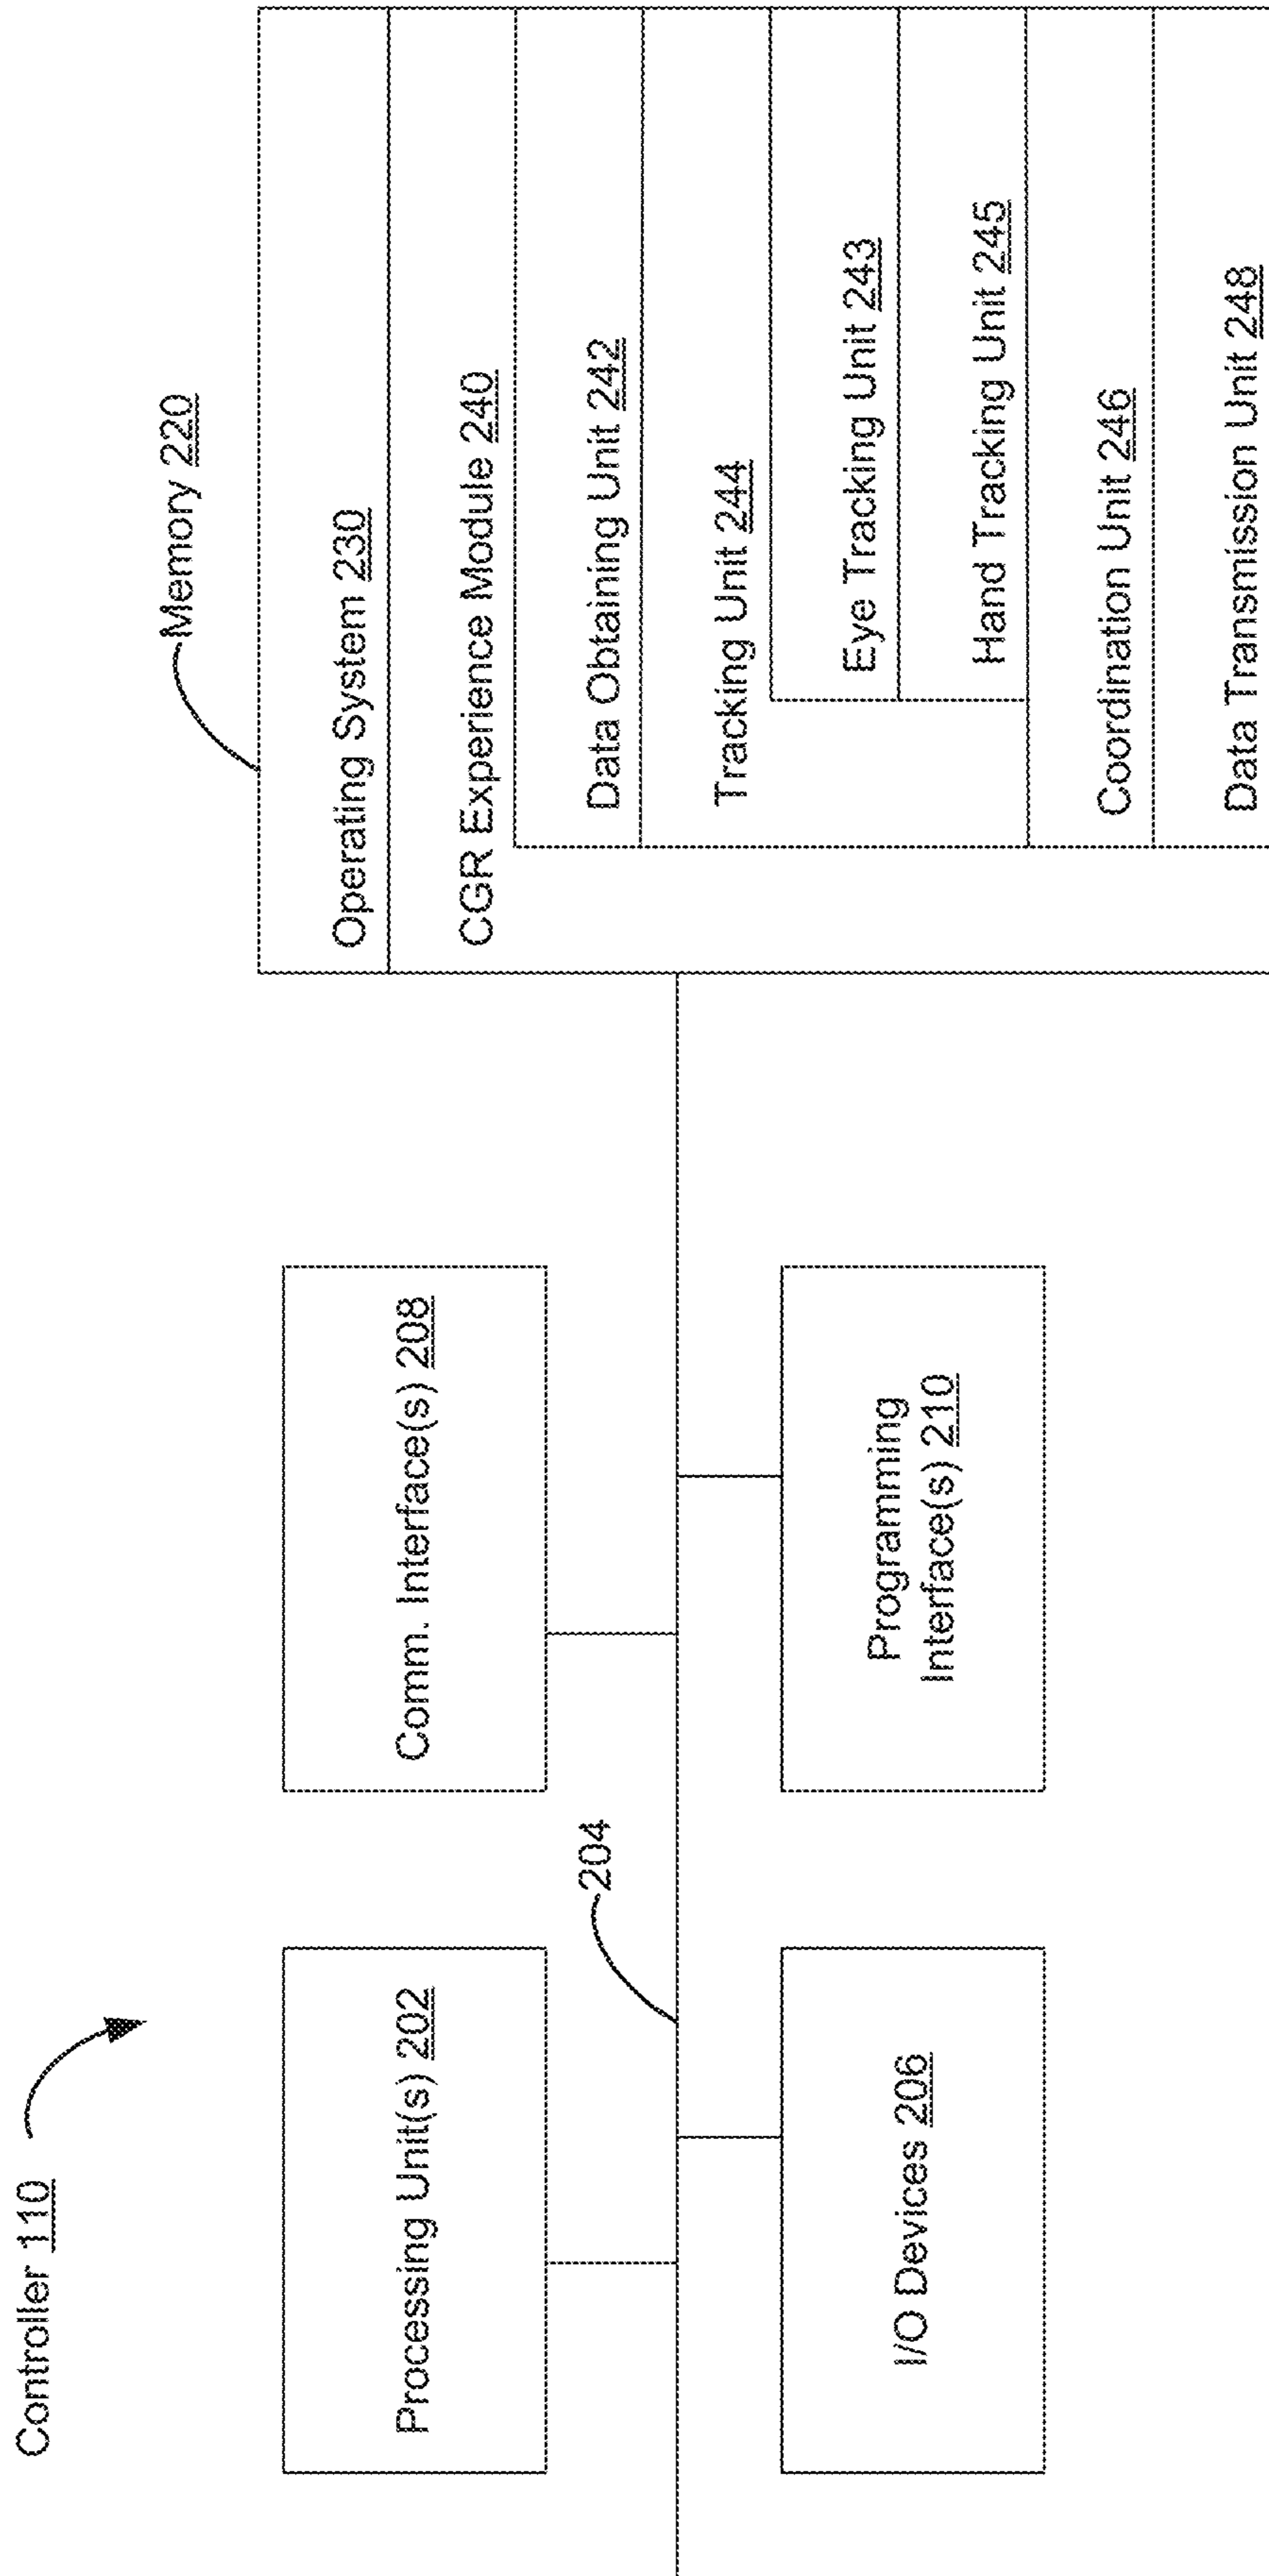 Controller 110
Memory 220
Processing Unit(s) 202
Comm. Interface(s) 208
204
I/O Devices 206
Programming
Interface(s) 210
Operating System 230
CGR Experience Module 240
Data Obtaining Unit 242
Tracking Unit 244
Eye Tracking Unit 243
Hand Tracking Unit 245
Coordination Unit 246
Data Transmission Unit 248